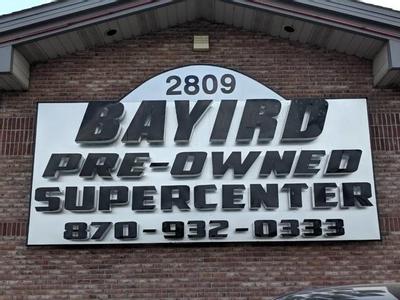 2809
BAYIRD
PRE-OWNED
SUPERCENTER
870-932-0333